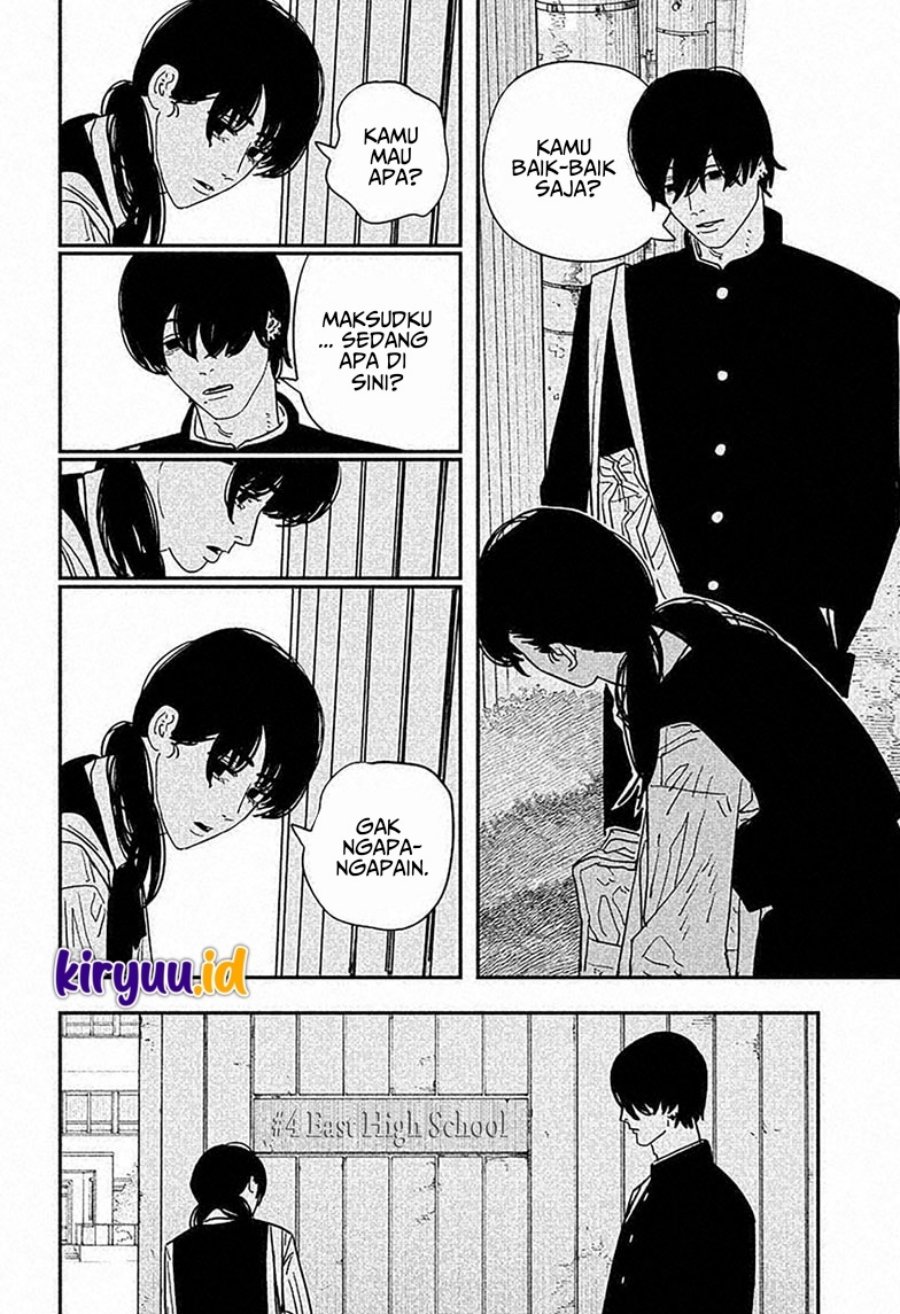 KAMU
BAIK-BAIK
SAJA?
KAMU
MAU
APA?
MAKSUDKU
... SEDANG
APA DI
SINI?
GAK
NGAPA-
NGAPAIN.
kiryuu.id
#4 East High School